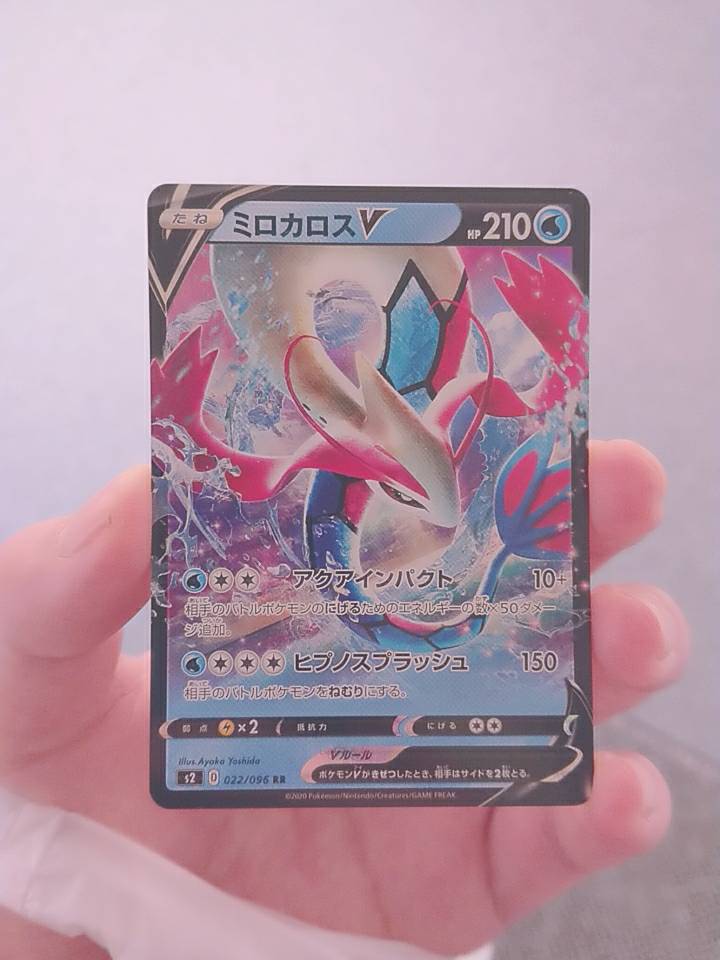 たね ミロカロスV HP 210
アクアインパクト 10+
相手のバトルポケモンのにげるためのエネルギーの数×50ダメ
ージ追加。
ヒプノスプラッシュ 150
相手のバトルポケモンをねむりにする。
弱点 ×2 抵抗力 にげる
Illus. Ayaka Yoshida
Vルール
s2 D 022/096 RR
ポケモンVがきぜつしたとき、相手はサイドを2枚とる。
©2020 Pokémon/Nintendo/Creatures/GAME FREAK.